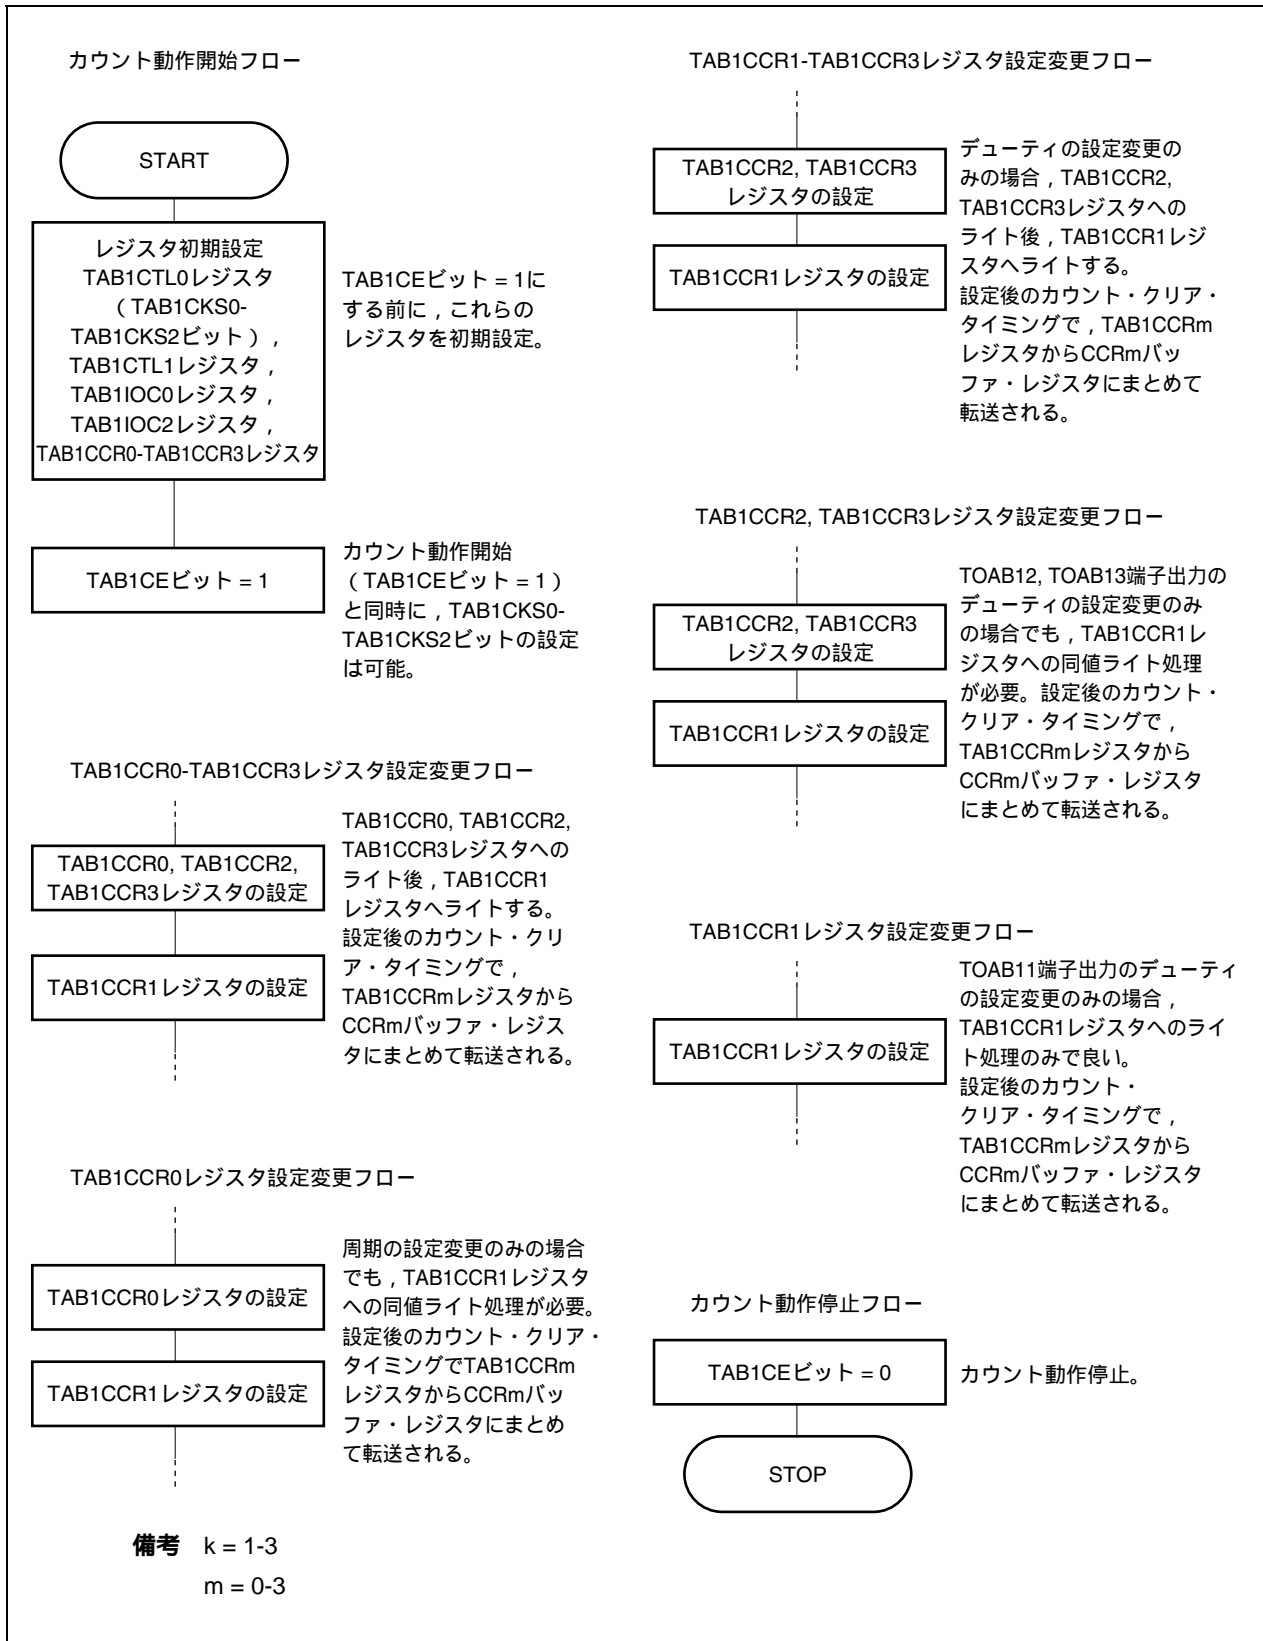 カウント動作開始フロー
START
レジスタ初期設定
TAB1CTL0レジスタ
（TAB1CKS0-
TAB1CKS2ビット），
TAB1CTL1レジスタ，
TAB1IOC0レジスタ，
TAB1IOC2レジスタ，
TAB1CCR0-TAB1CCR3レジスタ
TAB1CEビット = 1に
する前に，これらの
レジスタを初期設定。
TAB1CEビット = 1
カウント動作開始
（TAB1CEビット = 1）
と同時に，TAB1CKS0-
TAB1CKS2ビットの設定
は可能。
TAB1CCR0-TAB1CCR3レジスタ設定変更フロー
TAB1CCR0, TAB1CCR2,
TAB1CCR3レジスタの設定
TAB1CCR1レジスタの設定
TAB1CCR0, TAB1CCR2,
TAB1CCR3レジスタへの
ライト後，TAB1CCR1
レジスタへライトする。
設定後のカウント・クリ
ア・タイミングで，
TAB1CCRmレジスタから
CCRmバッファ・レジス
タにまとめて転送される。
TAB1CCR0レジスタ設定変更フロー
TAB1CCR0レジスタの設定
TAB1CCR1レジスタの設定
周期の設定変更のみの場合
でも，TAB1CCR1レジスタ
への同値ライト処理が必要。
設定後のカウント・クリア・
タイミングでTAB1CCRm
レジスタからCCRmバッ
ファ・レジスタにまとめ
て転送される。
備考 k = 1-3
m = 0-3
TAB1CCR1-TAB1CCR3レジスタ設定変更フロー
TAB1CCR2, TAB1CCR3
レジスタの設定
TAB1CCR1レジスタの設定
デューティの設定変更の
みの場合，TAB1CCR2,
TAB1CCR3レジスタへの
ライト後，TAB1CCR1レジ
スタへライトする。
設定後のカウント・クリア・
タイミングで，TAB1CCRm
レジスタからCCRmバッ
ファ・レジスタにまとめて
転送される。
TAB1CCR2, TAB1CCR3レジスタ設定変更フロー
TAB1CCR2, TAB1CCR3
レジスタの設定
TAB1CCR1レジスタの設定
TOAB12, TOAB13端子出力の
デューティの設定変更のみ
の場合でも，TAB1CCR1レ
ジスタへの同値ライト処理
が必要。設定後のカウント・
クリア・タイミングで，
TAB1CCRmレジスタから
CCRmバッファ・レジスタ
にまとめて転送される。
TAB1CCR1レジスタ設定変更フロー
TAB1CCR1レジスタの設定
TOAB11端子出力のデューティ
の設定変更のみの場合，
TAB1CCR1レジスタへのライ
ト処理のみで良い。
設定後のカウント・
クリア・タイミングで，
TAB1CCRmレジスタから
CCRmバッファ・レジスタ
にまとめて転送される。
カウント動作停止フロー
TAB1CEビット = 0
カウント動作停止。
STOP